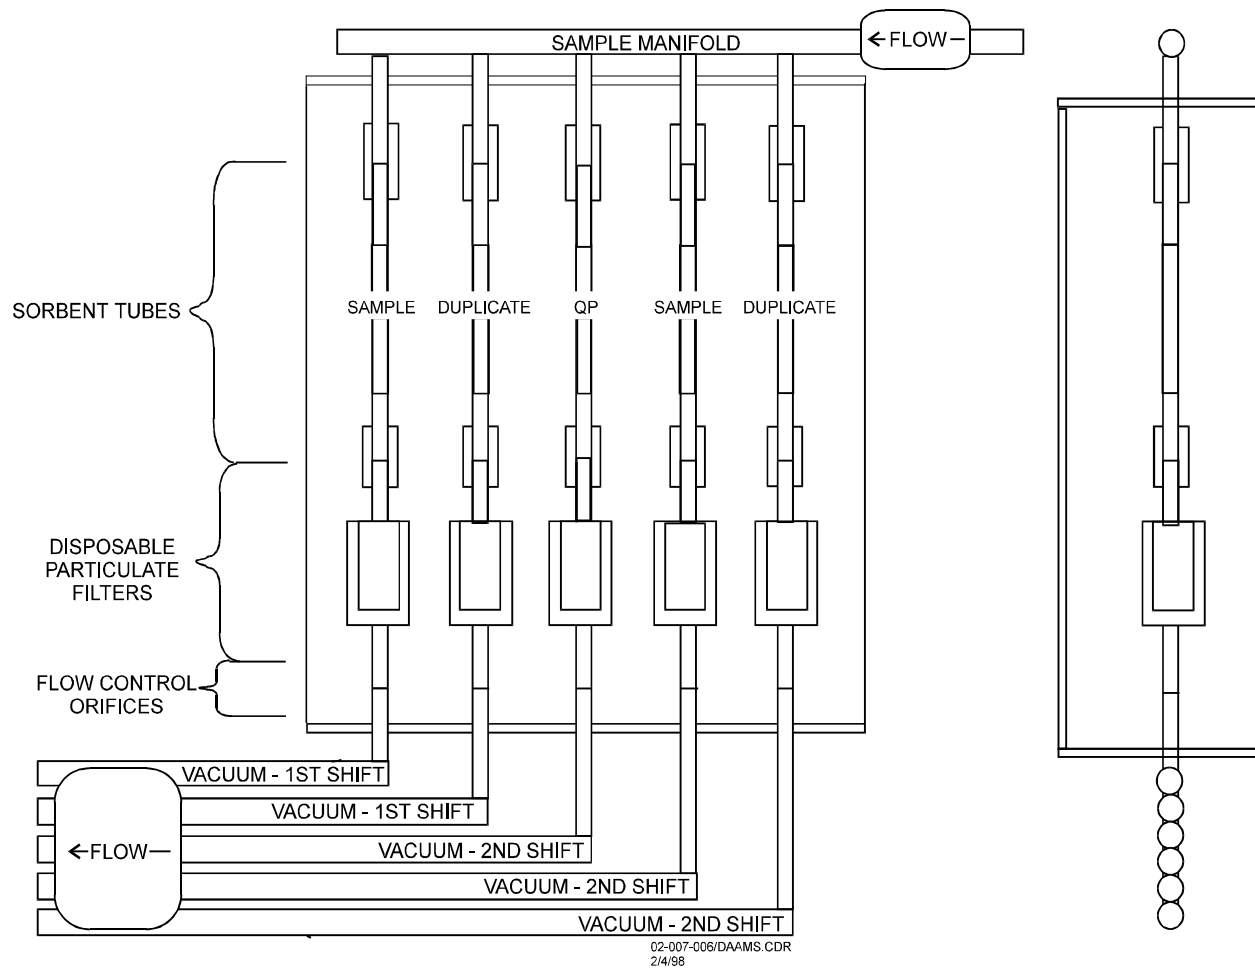 SAMPLE MANIFOLD
FLOW
SORBENT TUBES
SAMPLE
DUPLICATE
QP
SAMPLE
DUPLICATE
DISPOSABLE
PARTICULATE
FILTERS
FLOW CONTROL
ORIFICES
VACUUM - 1ST SHIFT
VACUUM - 1ST SHIFT
FLOW
VACUUM - 2ND SHIFT
VACUUM - 2ND SHIFT
VACUUM - 2ND SHIFT
02-007-006/DAAMS.CDR
2/4/98